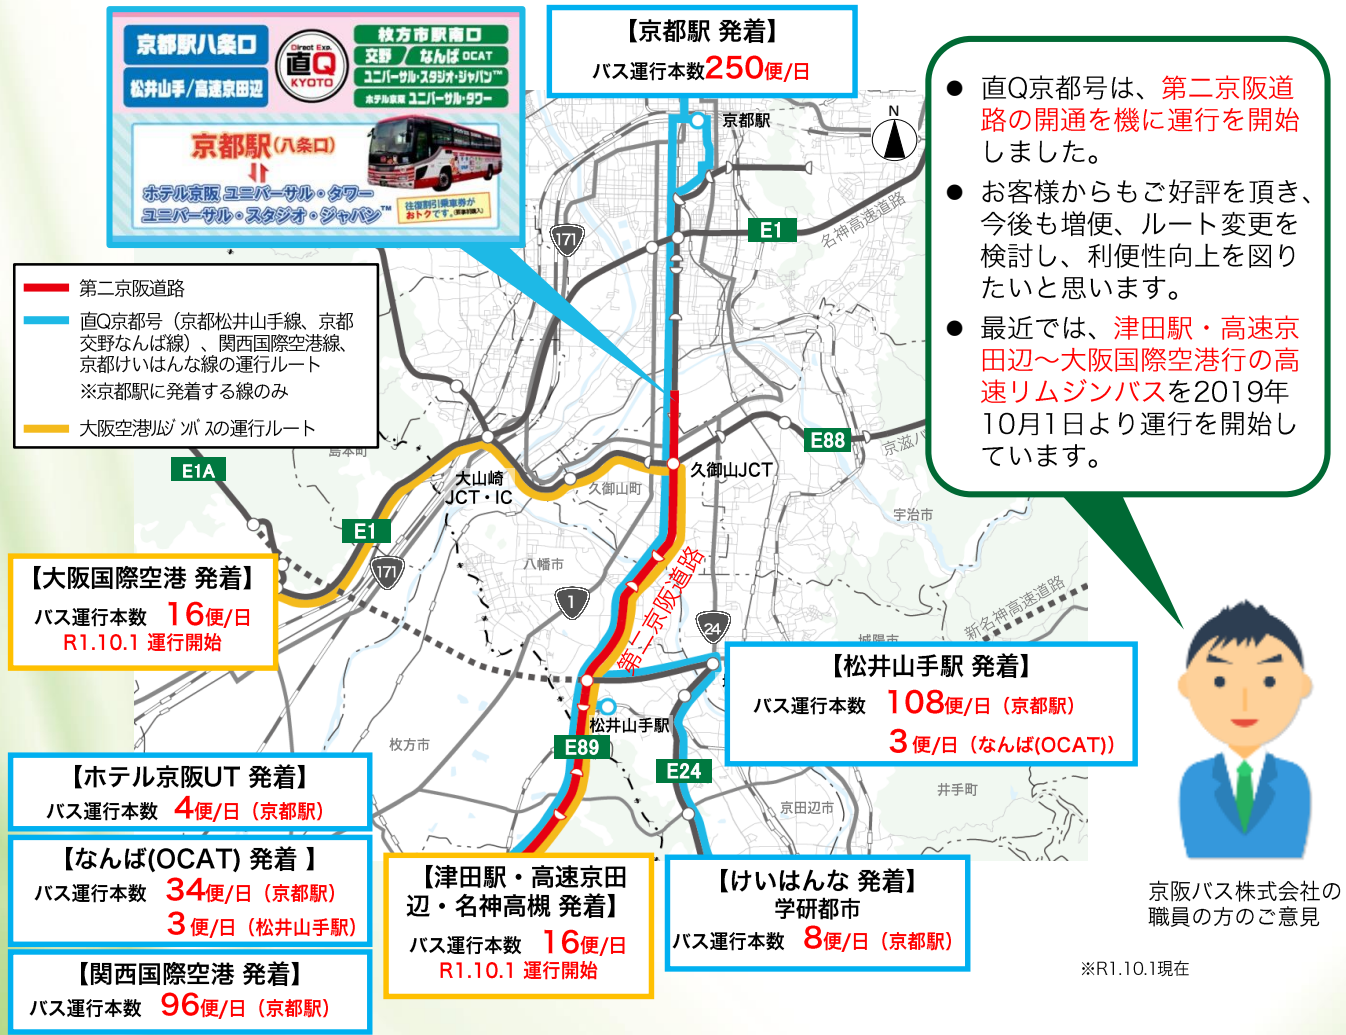 京都駅八条口
松井山手/高速京田辺
Direct Exp.
直Q
KYOTO
枚方市駅南口
交野/なんばOCAT
ユニバーサル・スタジオ・ジャパン™
ホテル京阪 ユニバーサル・タワー
京都駅(八条口)
ホテル京阪 ユニバーサル・タワー
ユニバーサル・スタジオ・ジャパン™
往復割引乗車券が
おトクです。
【京都駅 発着】
バス運行本数250便/日
● 直Q京都号は、第二京阪道
路の開通を機に運行を開始
しました。
● お客様からもご好評を頂き、
今後も増便、ルート変更を
検討し、利便性向上を図り
たいと思います。
● 最近では、津田駅・高速京
田辺～大阪国際空港行の高
速リムジンバスを2019年
10月1日より運行を開始し
ています。
第二京阪道路
直Q京都号（京都松井山手線、京都
交野なんば線）、関西国際空港線、
京都けいはんな線の運行ルート
※京都駅に発着する線のみ
大阪空港リムジンバスの運行ルート
京都駅
N
171
E1
名神高速道路
島本町
E1A
大山崎
JCT・IC
久御山町
久御山JCT
E88
京滋バ
宇治市
E1
171
八幡市
1
第二京阪道路
24
城陽市
新名神高速道路
【大阪国際空港 発着】
バス運行本数 16便/日
R1.10.1 運行開始
【松井山手駅 発着】
バス運行本数 108便/日（京都駅）
3便/日（なんば(OCAT)）
松井山手駅
枚方市
E89
E24
京田辺市
井手町
【ホテル京阪UT 発着】
バス運行本数 4便/日（京都駅）
【なんば(OCAT) 発着 】
バス運行本数 34便/日（京都駅）
3便/日（松井山手駅）
【関西国際空港 発着】
バス運行本数 96便/日（京都駅）
【津田駅・高速京田
辺・名神高槻 発着】
バス運行本数 16便/日
R1.10.1 運行開始
【けいはんな 発着】
学研都市
バス運行本数 8便/日（京都駅）
京阪バス株式会社の
職員の方のご意見
※R1.10.1現在